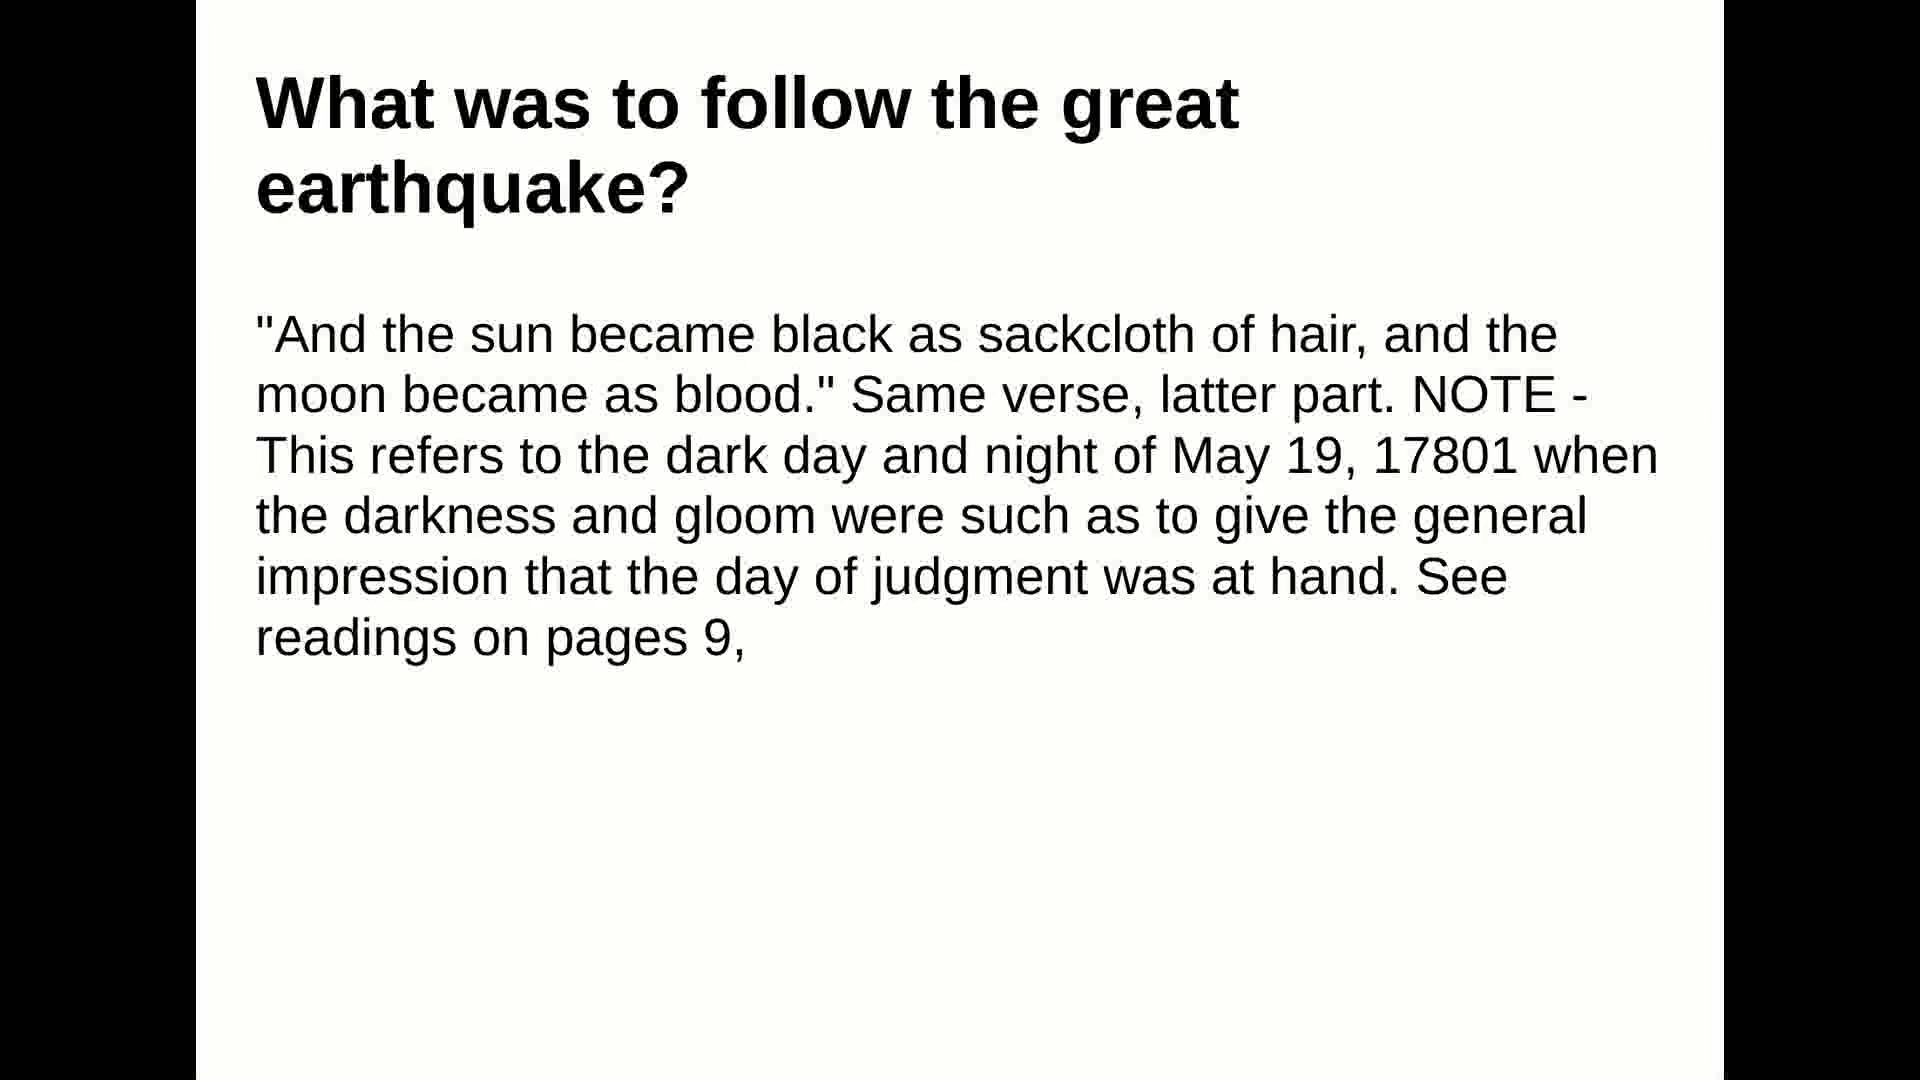 What was to follow the great
earthquake?
"And the sun became black as sackcloth of hair, and the
moon became as blood." Same verse, latter part. NOTE -
This refers to the dark day and night of May 19, 17801 when
the darkness and gloom were such as to give the general
impression that the day of judgment was at hand. See
readings on pages 9,